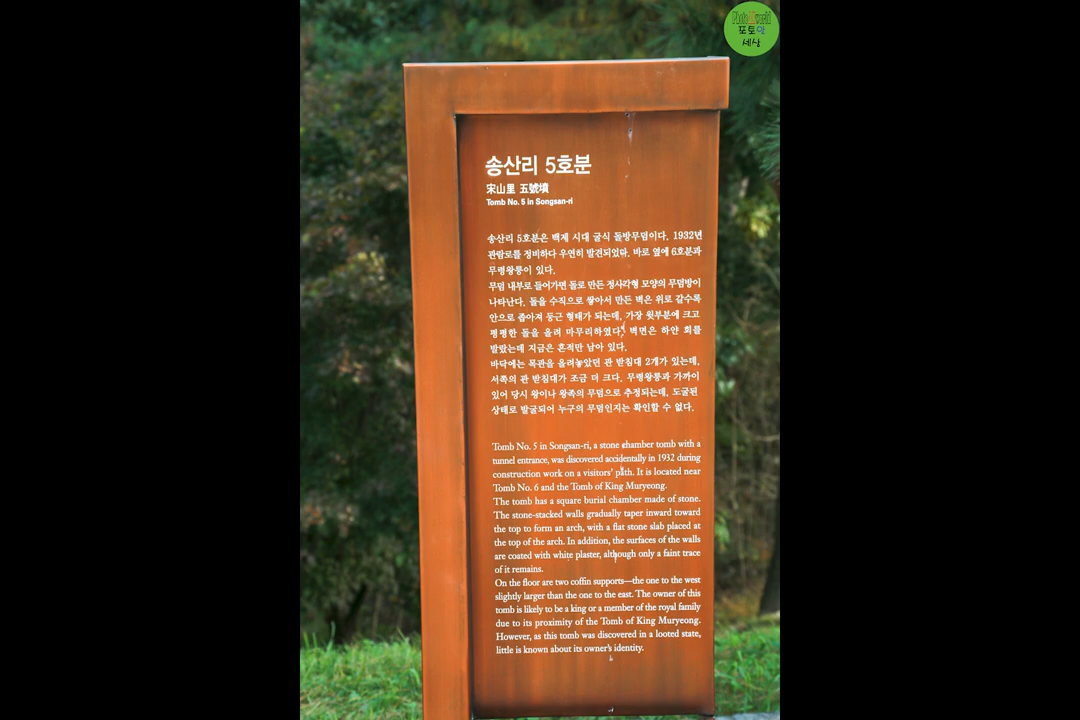 Photo & world
포토안
세상
송산리 5호분
宋山里 五號墳
Tomb No. 5 in Songsan-ri
송산리 5호분은 백제 시대 굴식 돌방무덤이다. 1932년
관람로를 정비하다 우연히 발견되었다. 바로 옆에 6호분과
무령왕릉이 있다.
무덤 내부로 들어가면 돌로 만든 정사각형 모양의 무덤방이
나타난다. 돌을 수직으로 쌓아서 만든 벽은 위로 갈수록
안으로 좁아져 둥근 형태가 되는데, 가장 윗부분에 크고
평평한 돌을 올려 마무리하였다. 벽면은 하얀 회를
발랐는데 지금은 흔적만 남아 있다.
바닥에는 목관을 올려놓았던 관 받침대 2개가 있는데,
서쪽의 관 받침대가 조금 더 크다. 무령왕릉과 가까이
있어 당시 왕이나 왕족의 무덤으로 추정되는데, 도굴된
상태로 발굴되어 누구의 무덤인지는 확인할 수 없다.
Tomb No. 5 in Songsan-ri, a stone chamber tomb with a
tunnel entrance, was discovered accidentally in 1932 during
construction work on a visitors' path. It is located near
Tomb No. 6 and the Tomb of King Muryeong.
The tomb has a square burial chamber made of stone.
The stone-stacked walls gradually taper inward toward
the top to form an arch, with a flat stone slab placed at
the top of the arch. In addition, the surfaces of the walls
are coated with white plaster, although only a faint trace
of it remains.
On the floor are two coffin supports—the one to the west
slightly larger than the one to the east. The owner of this
tomb is likely to be a king or a member of the royal family
due to its proximity of the Tomb of King Muryeong.
However, as this tomb was discovered in a looted state,
little is known about its owner's identity.